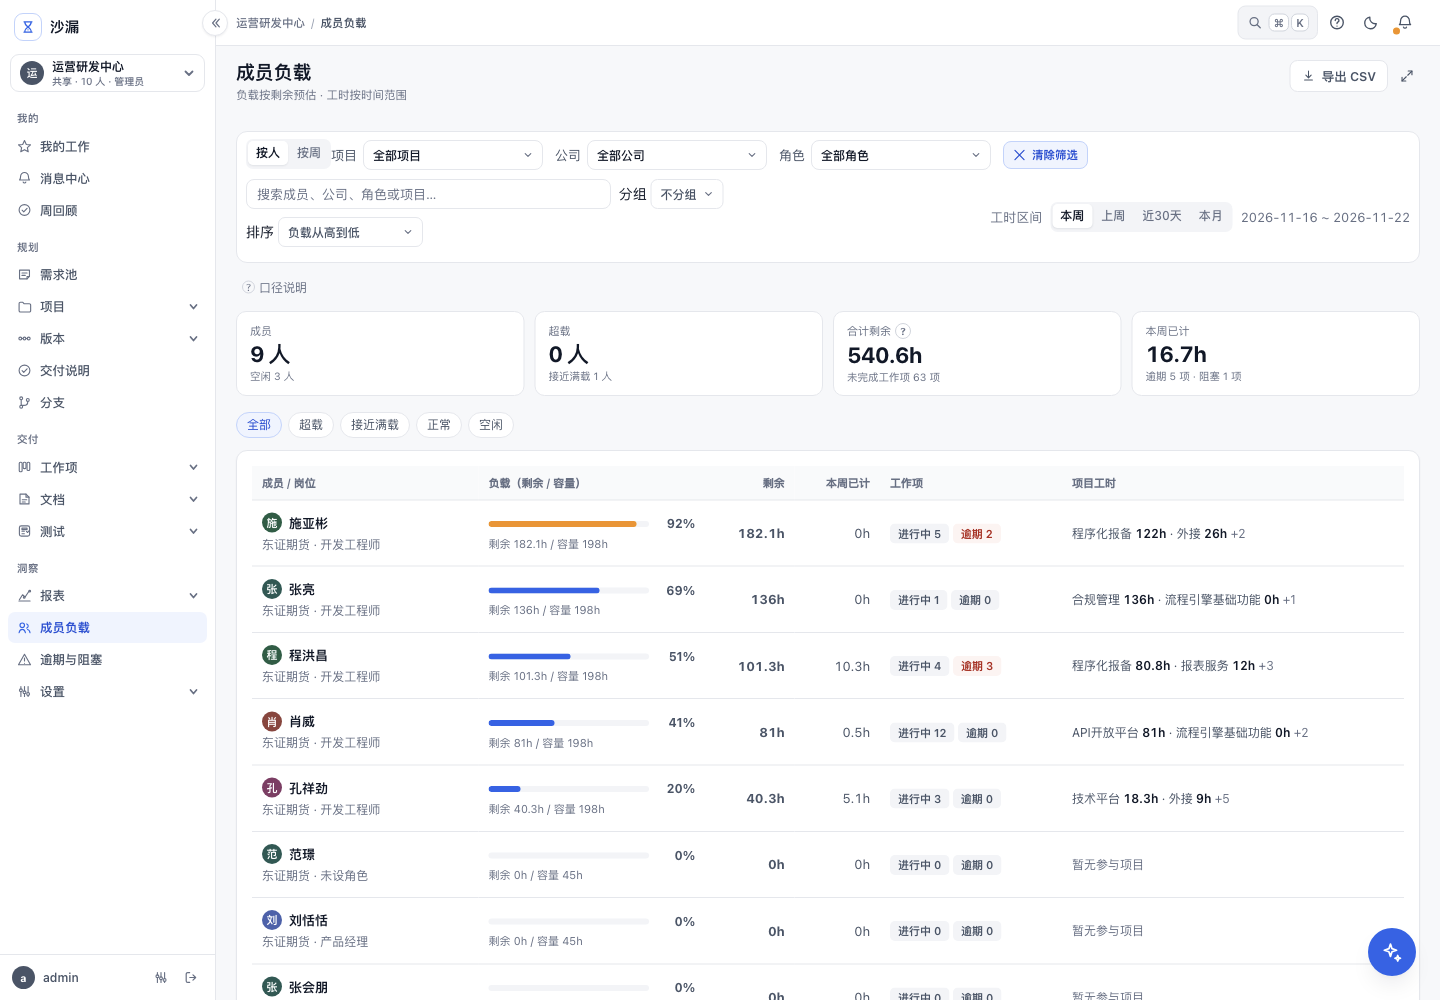 沙漏
运 运营研发中心
共享 · 10 人 · 管理员
我的
我的工作
消息中心
周回顾
规划
需求池
项目
版本
交付说明
分支
交付
工作项
文档
测试
洞察
报表
成员负载
逾期与阻塞
设置
a admin
运营研发中心 / 成员负载
⌘ K
成员负载
负载按剩余预估 · 工时按时间范围
导出 CSV
按人 按周 项目 全部项目 公司 全部公司 角色 全部角色 清除筛选
搜索成员、公司、角色或项目... 分组 不分组
排序 负载从高到低
工时区间 本周 上周 近30天 本月 2026-11-16 ~ 2026-11-22
? 口径说明
成员
9 人
空闲 3 人
超载
0 人
接近满载 1 人
合计剩余 ?
540.6h
未完成工作项 63 项
本周已计
16.7h
逾期 5 项 · 阻塞 1 项
全部 超载 接近满载 正常 空闲
成员 / 岗位 负载（剩余 / 容量） 剩余 本周已计 工作项 项目工时
施 施亚彬 92%
东证期货 · 开发工程师 剩余 182.1h / 容量 198h 182.1h 0h 进行中 5 逾期 2 程序化报备 122h · 外接 26h +2
张 张亮 69%
东证期货 · 开发工程师 剩余 136h / 容量 198h 136h 0h 进行中 1 逾期 0 合规管理 136h · 流程引擎基础功能 0h +1
程 程洪昌 51%
东证期货 · 开发工程师 剩余 101.3h / 容量 198h 101.3h 10.3h 进行中 4 逾期 3 程序化报备 80.8h · 报表服务 12h +3
肖 肖威 41%
东证期货 · 开发工程师 剩余 81h / 容量 198h 81h 0.5h 进行中 12 逾期 0 API开放平台 81h · 流程引擎基础功能 0h +2
孔 孔祥劲 20%
东证期货 · 开发工程师 剩余 40.3h / 容量 198h 40.3h 5.1h 进行中 3 逾期 0 技术平台 18.3h · 外接 9h +5
范 范璟 0%
东证期货 · 未设角色 剩余 0h / 容量 45h 0h 0h 进行中 0 逾期 0 暂无参与项目
刘 刘恬恬 0%
东证期货 · 产品经理 剩余 0h / 容量 45h 0h 0h 进行中 0 逾期 0 暂无参与项目
张 张会朋 0%
0h 0h 进行中 0 逾期 0 暂无参与项目